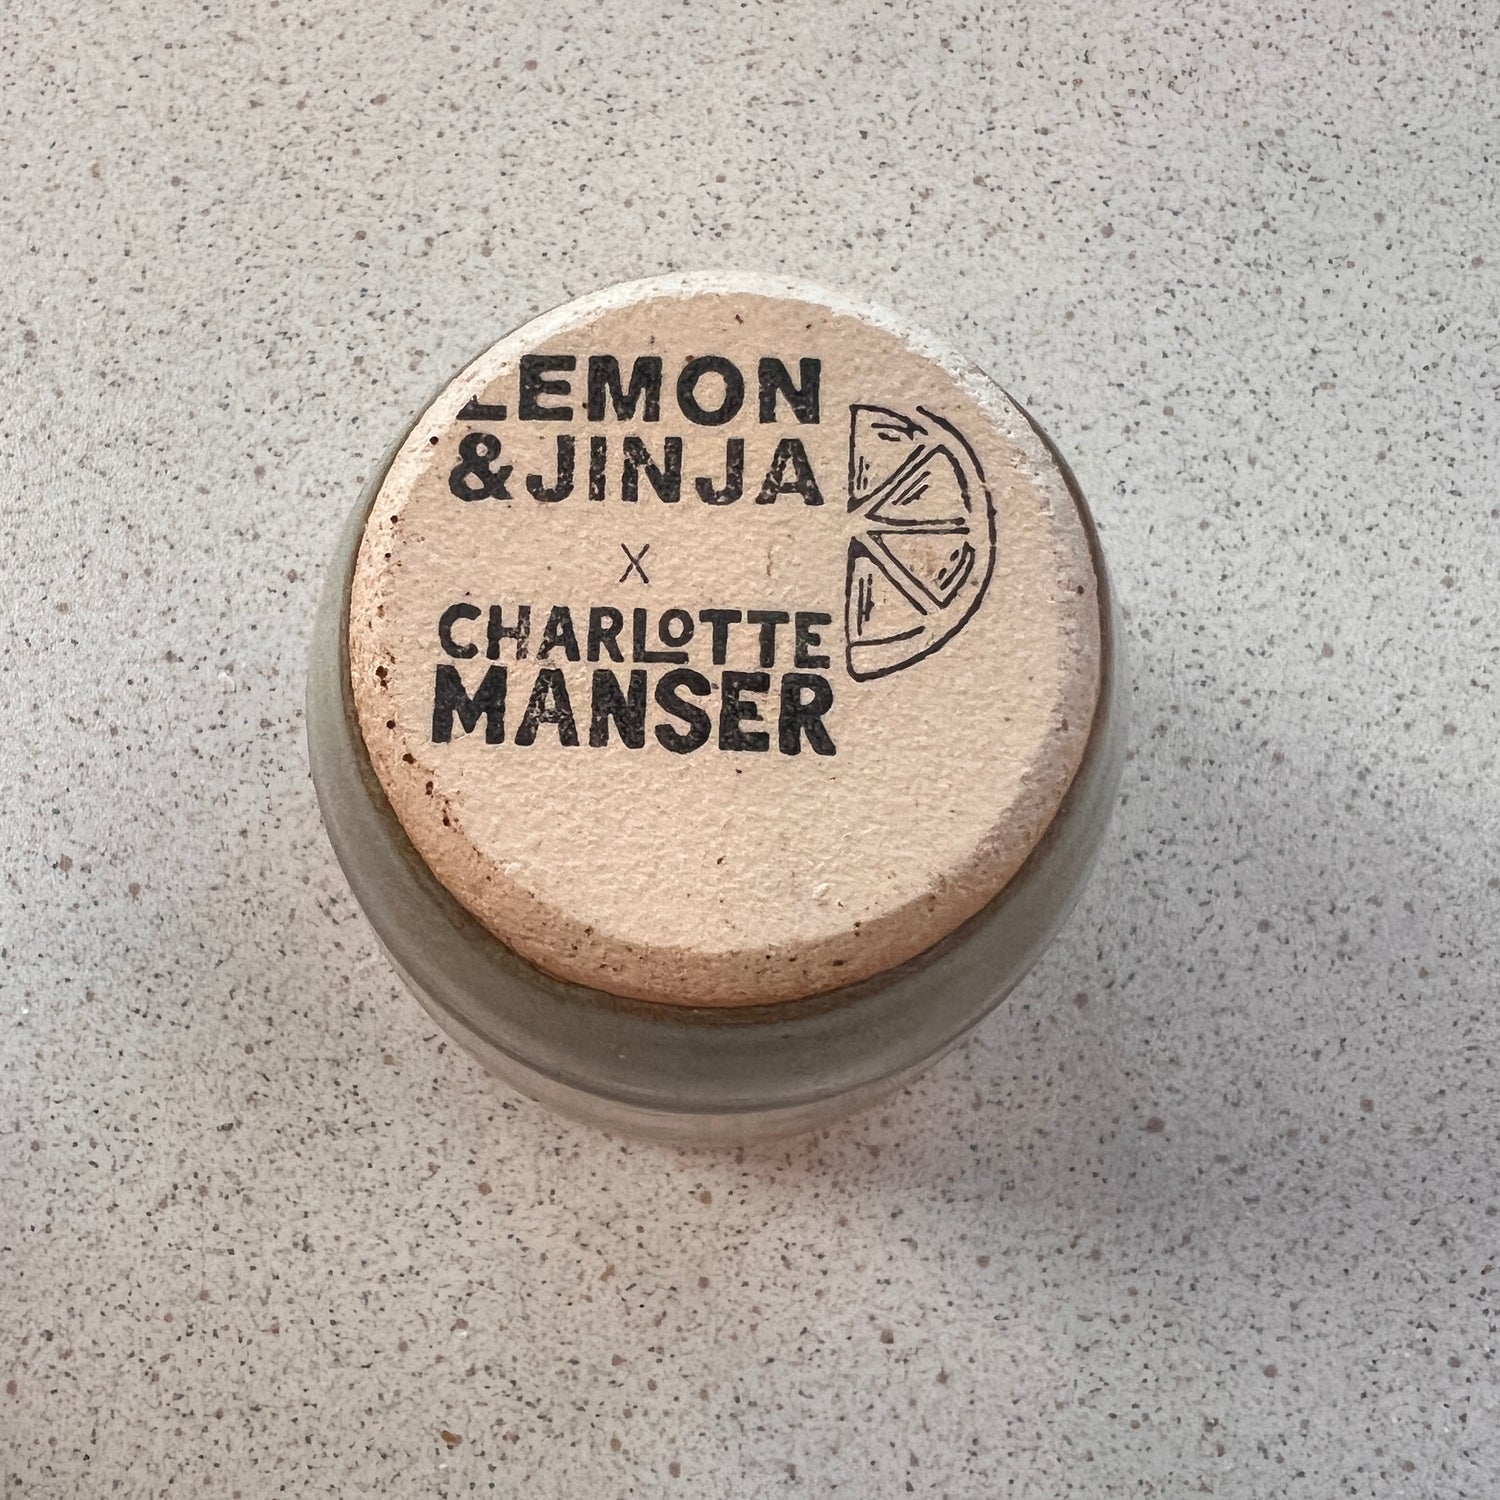 LEMON
&JINJA
X
CHARLOTTE
MANSER